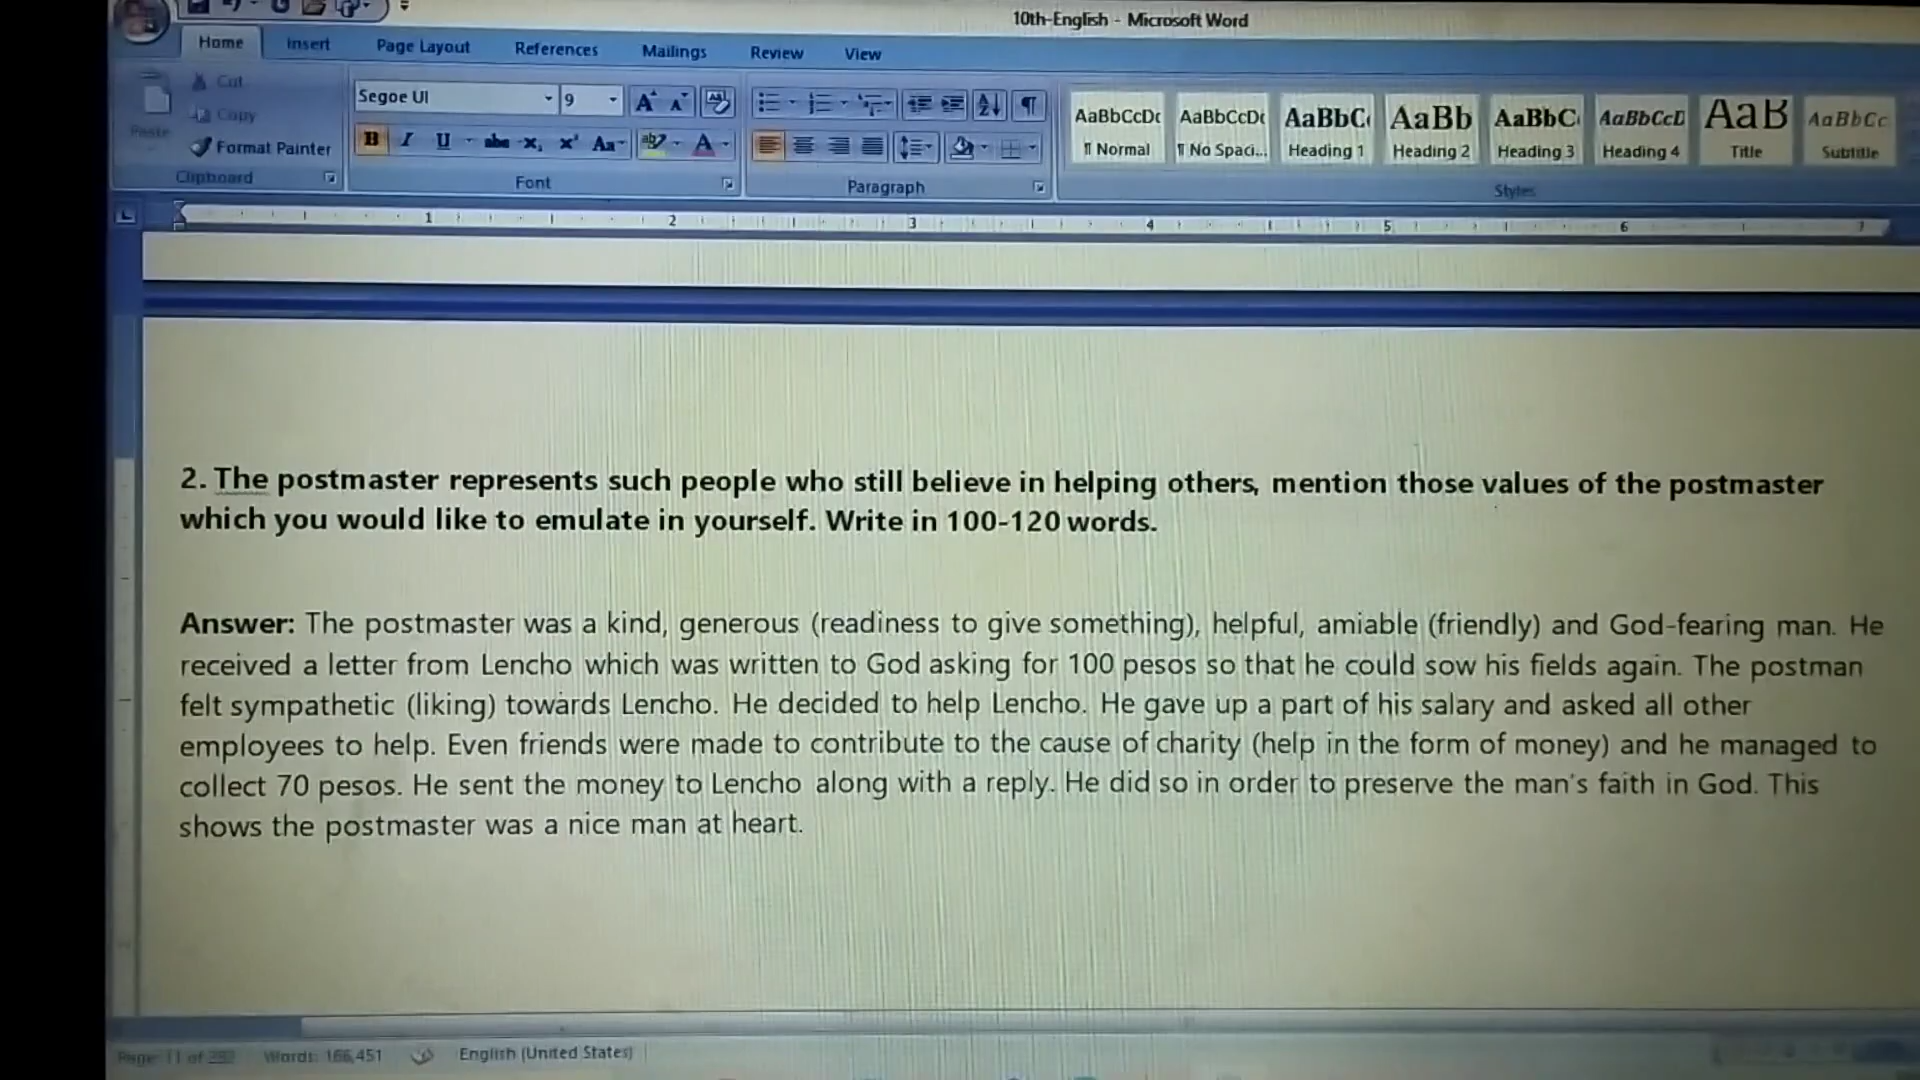 10th-English - Microsoft Word
Home Insert Page Layout References Mailings Review View
Cut
Copy
Paste
Format Painter
Clipboard
Segoe UI 9
Font
Paragraph
AaBbCcDc AaBbCcDc AaBbC AaBb AaBbC AaBbCcD AaB AaBbCc
¶ Normal ¶ No Spaci... Heading 1 Heading 2 Heading 3 Heading 4 Title Subtitle
Styles
1 2 3 4 5 6 7
2. The postmaster represents such people who still believe in helping others, mention those values of the postmaster
which you would like to emulate in yourself. Write in 100-120 words.
Answer: The postmaster was a kind, generous (readiness to give something), helpful, amiable (friendly) and God-fearing man. He
received a letter from Lencho which was written to God asking for 100 pesos so that he could sow his fields again. The postman
felt sympathetic (liking) towards Lencho. He decided to help Lencho. He gave up a part of his salary and asked all other
employees to help. Even friends were made to contribute to the cause of charity (help in the form of money) and he managed to
collect 70 pesos. He sent the money to Lencho along with a reply. He did so in order to preserve the man's faith in God. This
shows the postmaster was a nice man at heart.
Page: 11 of Words: 166,451 English (United States)